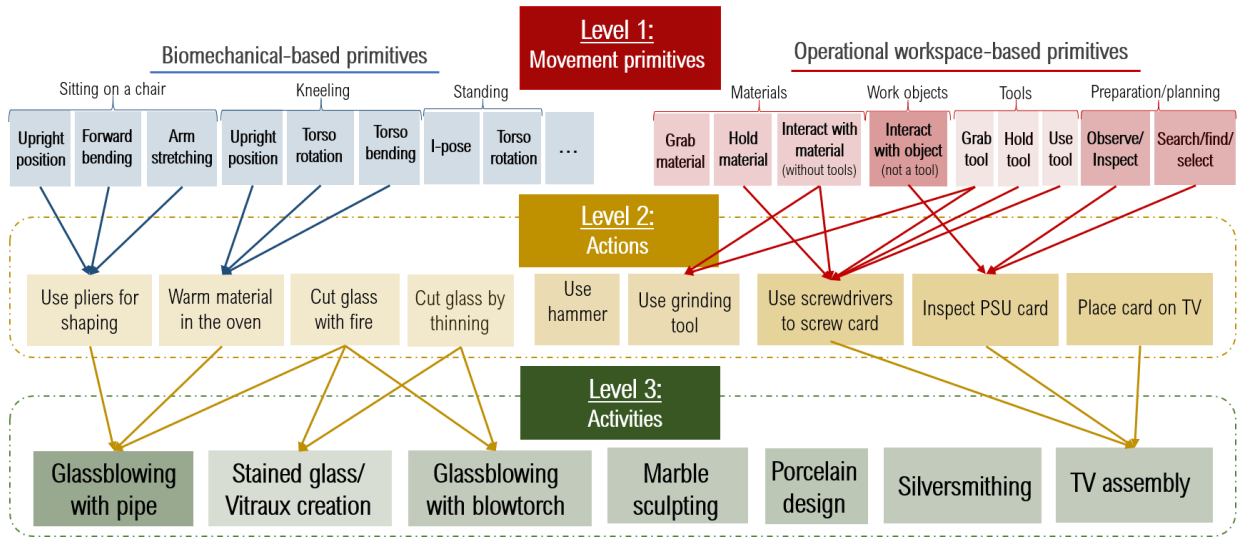 Level 1:
Movement primitives
Biomechanical-based primitives
Operational workspace-based primitives
Sitting on a chair
Kneeling
Standing
Materials
Work objects
Tools
Preparation/planning
Upright
position
Forward
bending
Arm
stretching
Upright
position
Torso
rotation
Torso
bending
I-pose
Torso
rotation
...
Grab
material
Hold
material
Interact with
material
(without tools)
Interact
with object
(not a tool)
Grab
tool
Hold
tool
Use
tool
Observe/
Inspect
Search/find/
select
Level 2:
Actions
Use pliers for
shaping
Warm material
in the oven
Cut glass
with fire
Cut glass by
thinning
Use
hammer
Use grinding
tool
Use screwdrivers
to screw card
Inspect PSU card
Place card on TV
Level 3:
Activities
Glassblowing
with pipe
Stained glass/
Vitraux creation
Glassblowing
with blowtorch
Marble
sculpting
Porcelain
design
Silversmithing
TV assembly